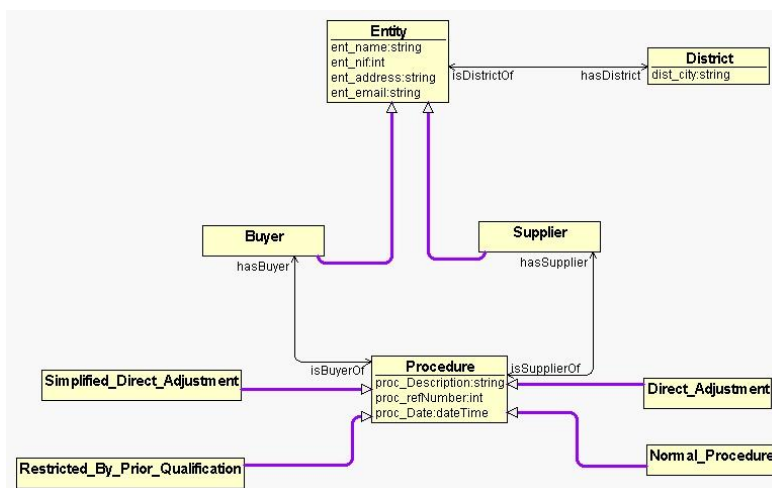 Entity
ent_name:string
ent_nif:int
ent_address:string
ent_email:string
isDistrictOf
hasDistrict
District
dist_city:string
Buyer
hasBuyer
Supplier
hasSupplier
isBuyerOf
Procedure
isSupplierOf
proc_Description:string
proc_refNumber:int
proc_Date:dateTime
Simplified_Direct_Adjustment
Direct_Adjustment
Restricted_By_Prior_Qualification
Normal_Procedure